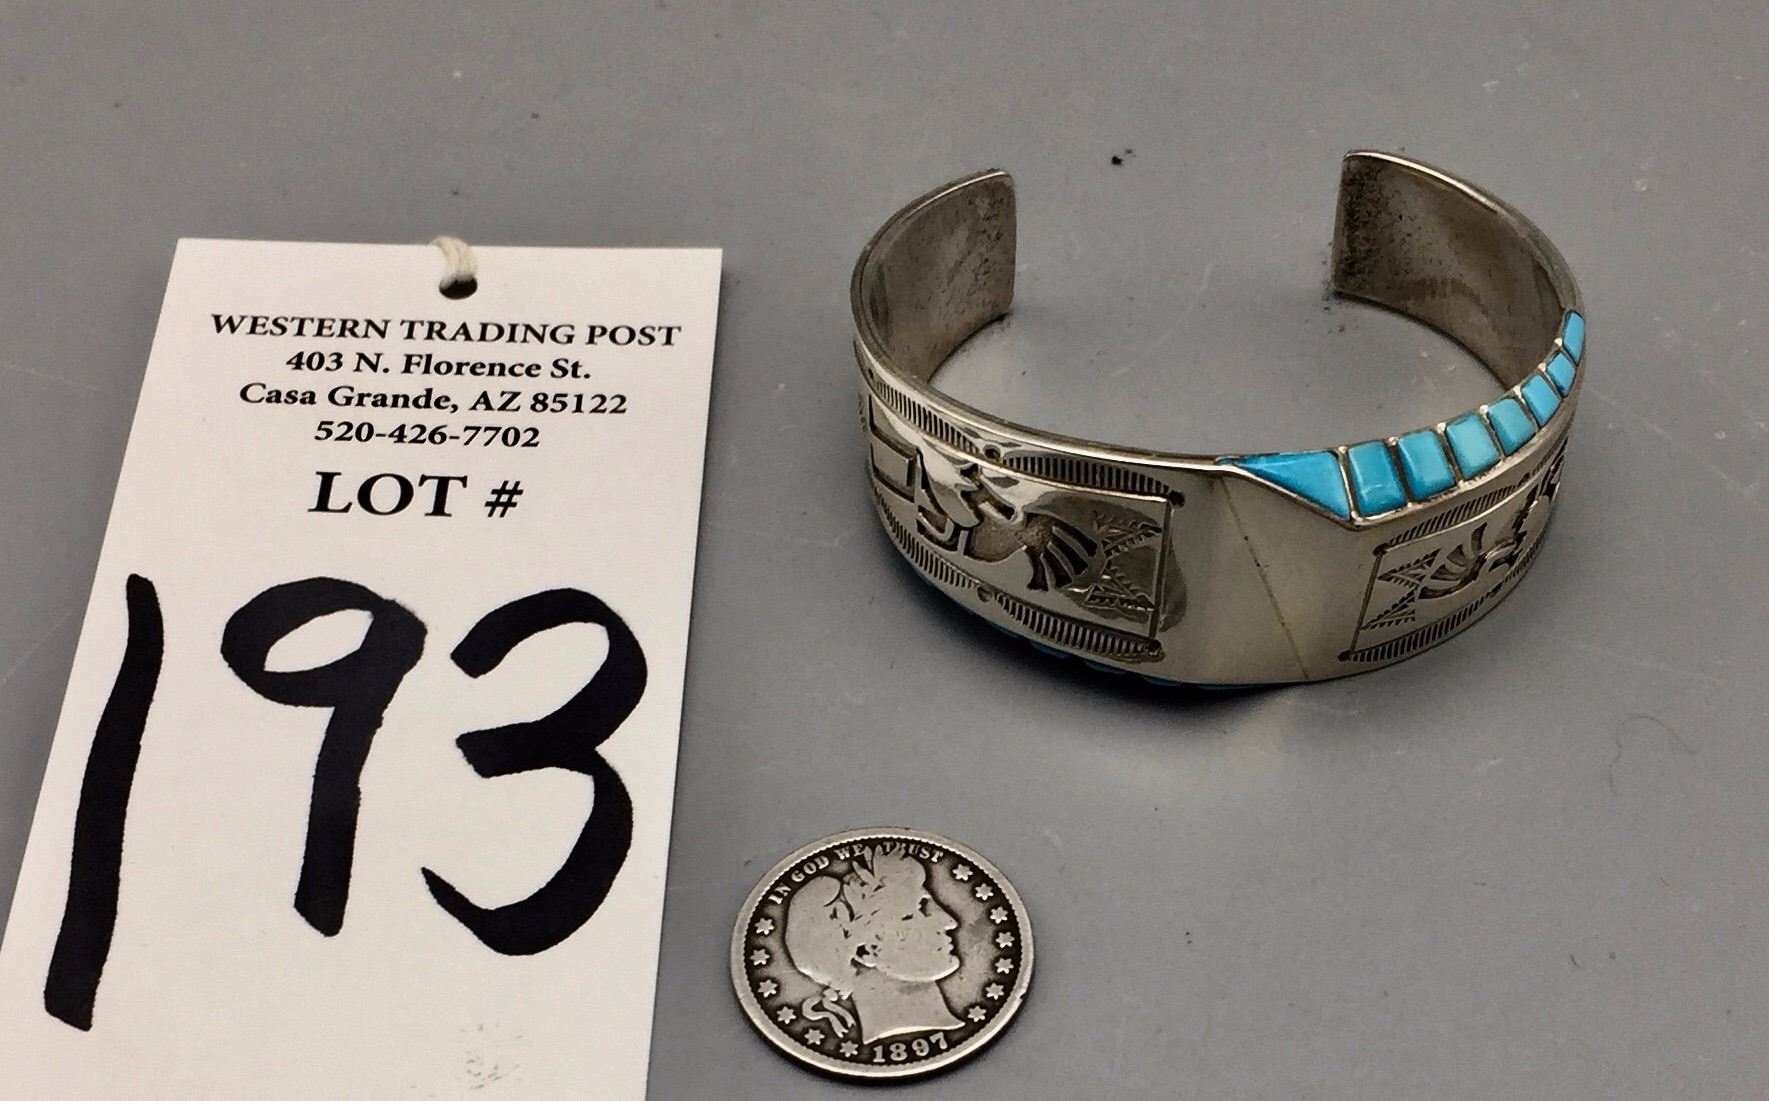 WESTERN TRADING POST
403 N. Florence St.
Casa Grande, AZ 85122
520-426-7702
LOT #
193
IN GOD WE TRUST
1897